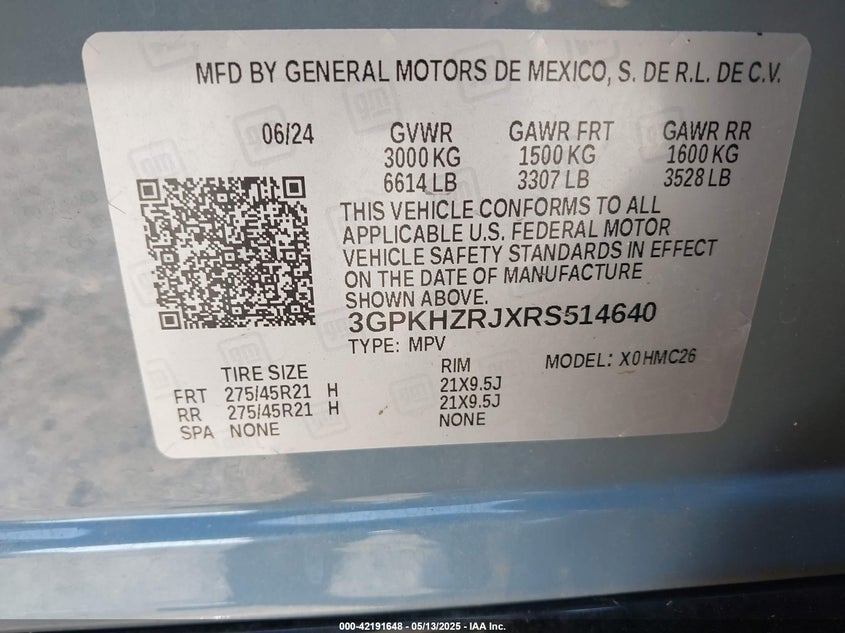 MFD BY GENERAL MOTORS DE MEXICO, S. DE R.L. DE C.V.
06/24 GVWR GAWR FRT GAWR RR
3000 KG 1500 KG 1600 KG
6614 LB 3307 LB 3528 LB
THIS VEHICLE CONFORMS TO ALL
APPLICABLE U.S. FEDERAL MOTOR
VEHICLE SAFETY STANDARDS IN EFFECT
ON THE DATE OF MANUFACTURE
SHOWN ABOVE.
3GPKHZRJXRS514640
TYPE: MPV MODEL: X0HMC26
TIRE SIZE RIM
FRT 275/45R21 H 21X9.5J
RR 275/45R21 H 21X9.5J
SPA NONE NONE
000-42191648 - 05/13/2025 - IAA Inc.